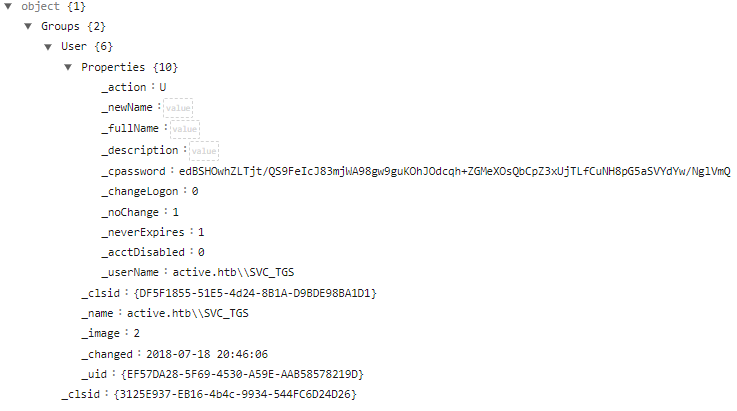 object {1}
Groups {2}
User {6}
Properties {10}
_action : U
_newName : value
_fullName : value
_description : value
_cpassword : edBSHOwhZLTjt/QS9FeIcJ83mjWA98gw9guKOhJOdcqh+ZGMeXOsQbCpZ3xUjTLfCuNH8pG5aSVYdYw/NglVmQ
_changeLogon : 0
_noChange : 1
_neverExpires : 1
_acctDisabled : 0
_userName : active.htb\\SVC_TGS
_clsid : {DF5F1855-51E5-4d24-8B1A-D9BDE98BA1D1}
_name : active.htb\\SVC_TGS
_image : 2
_changed : 2018-07-18 20:46:06
_uid : {EF57DA28-5F69-4530-A59E-AAB58578219D}
_clsid : {3125E937-EB16-4b4c-9934-544FC6D24D26}